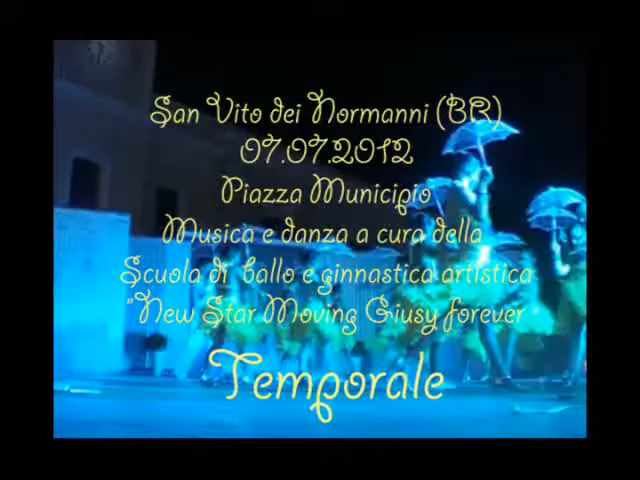 San Vito dei Normanni (BR)
07.07.2012
Piazza Municipio
Musica e danza a cura della
Scuola di ballo e ginnastica artistica
"New Star Moving Giusy forever
Temporale